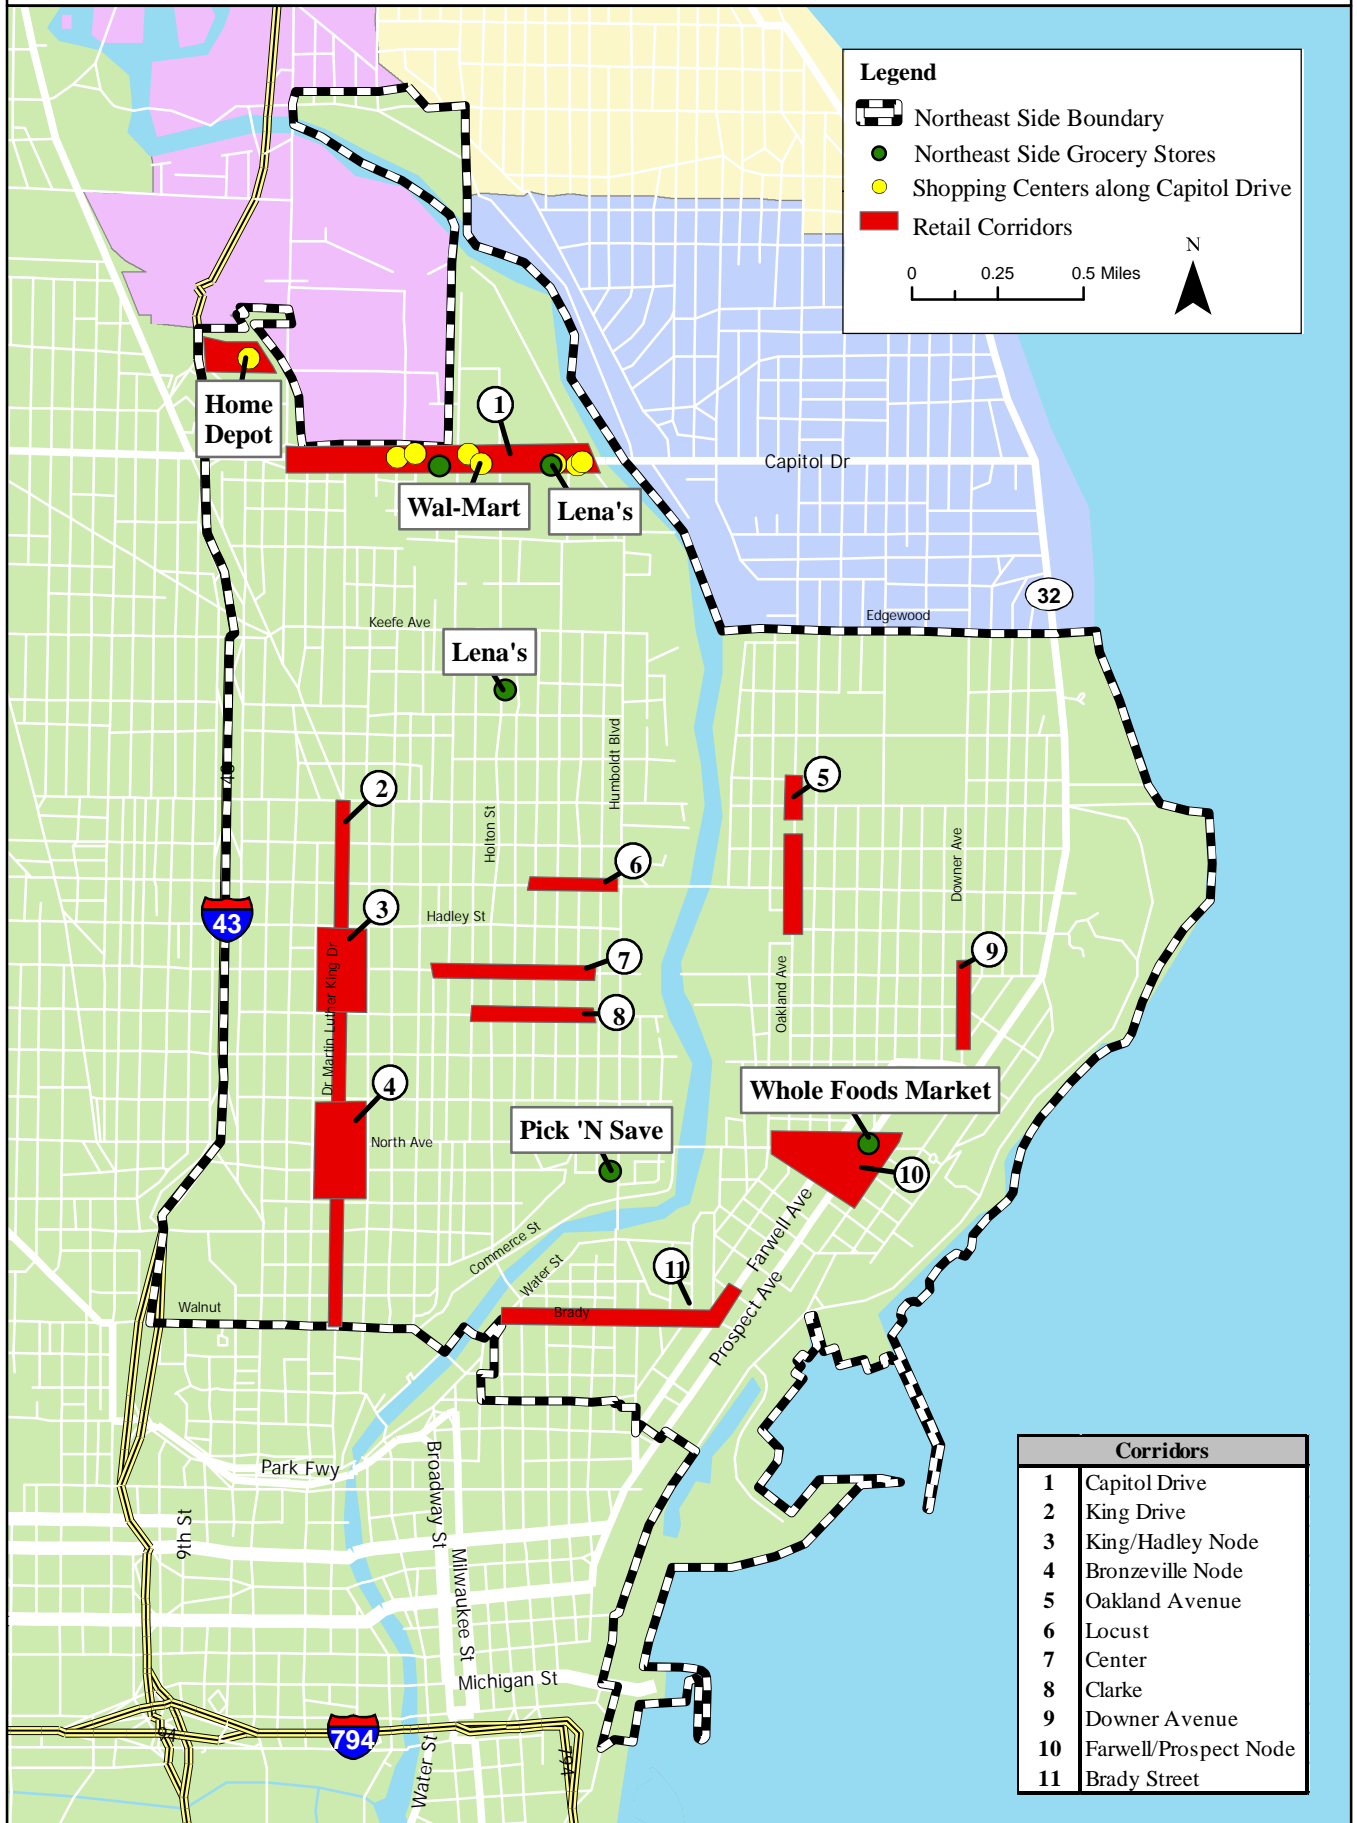 Legend
Northeast Side Boundary
Northeast Side Grocery Stores
Shopping Centers along Capitol Drive
Retail Corridors
N
0 0.25 0.5 Miles
Home
Depot
1
Capitol Dr
Wal-Mart
Lena's
32
Edgewood
Keefe Ave
Lena's
Humboldt Blvd
2
5
Holton St
Downer Ave
6
43
43
3
Hadley St
9
7
Dr Martin Luther King Dr
Oakland Ave
8
4
Whole Foods Market
Pick 'N Save
North Ave
10
Farwell Ave
Commerce St
Water St
11
Prospect Ave
Walnut
Brady
Park Fwy
Broadway St
9th St
Milwaukee St
Michigan St
94
794
794
Water St
Corridors
1 Capitol Drive
2 King Drive
3 King/Hadley Node
4 Bronzeville Node
5 Oakland Avenue
6 Locust
7 Center
8 Clarke
9 Downer Avenue
10 Farwell/Prospect Node
11 Brady Street